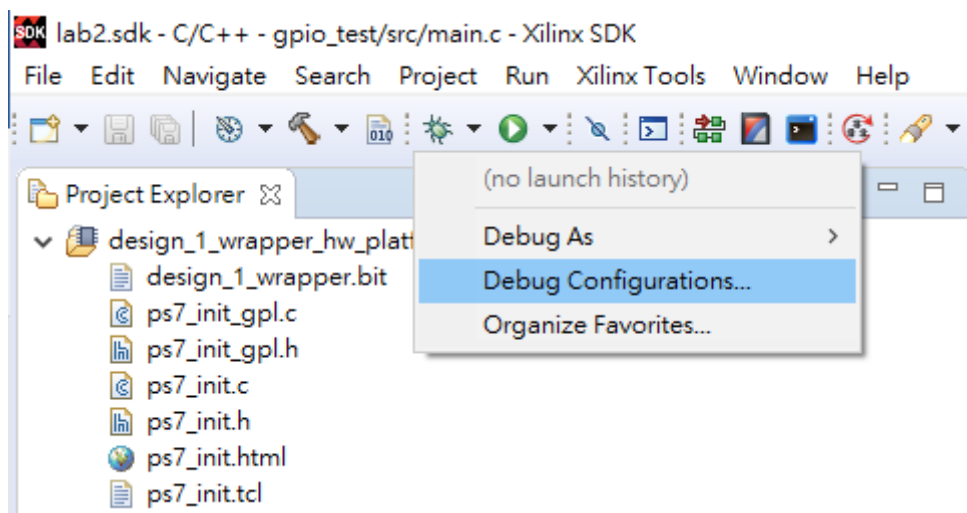 SDK lab2.sdk - C/C++ - gpio_test/src/main.c - Xilinx SDK
File Edit Navigate Search Project Run Xilinx Tools Window Help
010
Project Explorer
(no launch history)
design_1_wrapper_hw_platf
Debug As
design_1_wrapper.bit
Debug Configurations...
ps7_init_gpl.c
Organize Favorites...
ps7_init_gpl.h
ps7_init.c
ps7_init.h
ps7_init.html
ps7_init.tcl